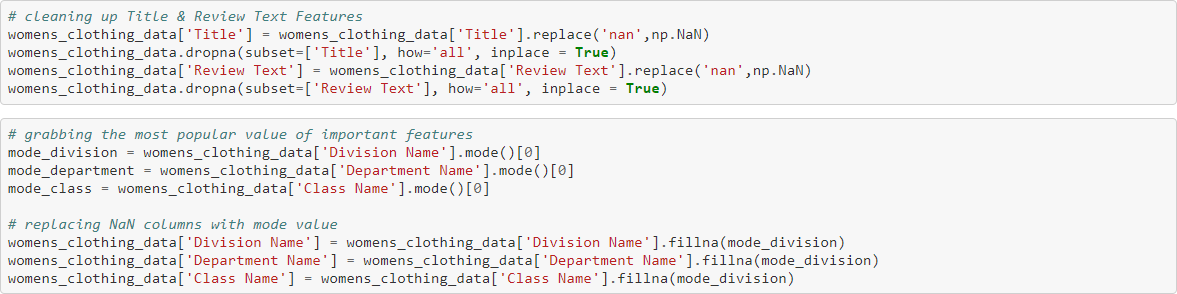 # cleaning up Title & Review Text Features
womens_clothing_data['Title'] = womens_clothing_data['Title'].replace('nan',np.NaN)
womens_clothing_data.dropna(subset=['Title'], how='all', inplace = True)
womens_clothing_data['Review Text'] = womens_clothing_data['Review Text'].replace('nan',np.NaN)
womens_clothing_data.dropna(subset=['Review Text'], how='all', inplace = True)
# grabbing the most popular value of important features
mode_division = womens_clothing_data['Division Name'].mode()[0]
mode_department = womens_clothing_data['Department Name'].mode()[0]
mode_class = womens_clothing_data['Class Name'].mode()[0]
# replacing NaN columns with mode value
womens_clothing_data['Division Name'] = womens_clothing_data['Division Name'].fillna(mode_division)
womens_clothing_data['Department Name'] = womens_clothing_data['Department Name'].fillna(mode_division)
womens_clothing_data['Class Name'] = womens_clothing_data['Class Name'].fillna(mode_division)